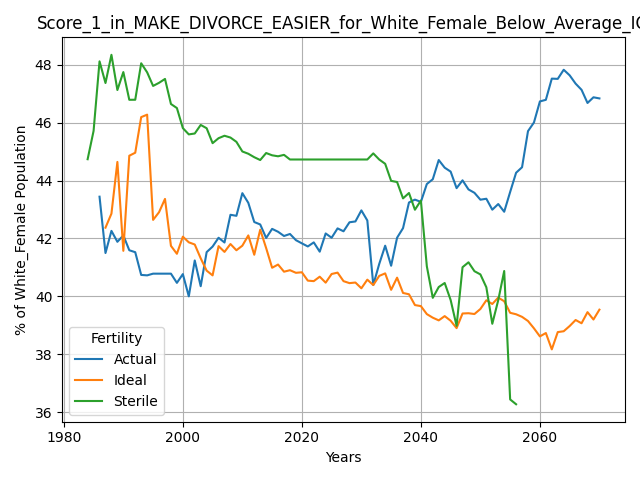 Score_1_in_MAKE_DIVORCE_EASIER_for_White_Female_Below_Average_IQ
% of White_Female Population
48
46
44
42
40
38
36
Fertility
Actual
Ideal
Sterile
1980
2000
2020
2040
2060
Years